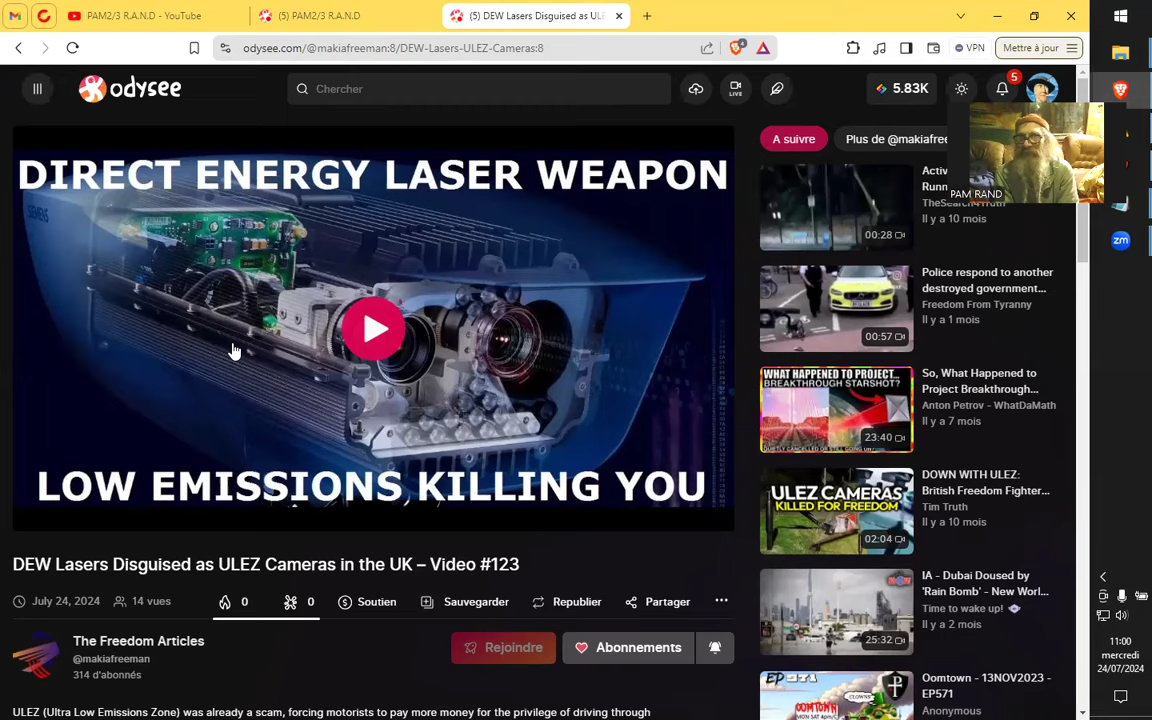 PAM2/3 R.A.N.D - YouTube
(5) PAM2/3 R.A.N.D
(5) DEW Lasers Disguised as ULE
odysee.com/@makiafreeman:8/DEW-Lasers-ULEZ-Cameras:8
4
VPN
Mettre à jour
odysee
Chercher
LIVE
5.83K
5
DIRECT ENERGY LASER WEAPON
SIEMENS
LOW EMISSIONS KILLING YOU
A suivre
Plus de @makiafree
PAM RAND
Activ
Runn
TheSearch4Truth
Il y a 10 mois
00:28
Police respond to another
destroyed government...
Freedom From Tyranny
Il y a 1 mois
00:57
WHAT HAPPENED TO PROJECT...
BREAKTHROUGH STARSHOT?
23:40
So, What Happened to
Project Breakthrough...
Anton Petrov - WhatDaMath
Il y a 7 mois
ULEZ CAMERAS
KILLED FOR FREEDOM
02:04
DOWN WITH ULEZ:
British Freedom Fighter...
Tim Truth
Il y a 10 mois
25:32
IA - Dubai Doused by
'Rain Bomb' - New Worl...
Time to wake up!
Il y a 2 mois
Oomtown - 13NOV2023 -
EP571
Anonymous
DEW Lasers Disguised as ULEZ Cameras in the UK – Video #123
July 24, 2024
14 vues
0
0
Soutien
Sauvegarder
Republier
Partager
The Freedom Articles
@makiafreeman
314 d'abonnés
Rejoindre
Abonnements
ULEZ (Ultra Low Emissions Zone) was already a scam, forcing motorists to pay more money for the privilege of driving through
zm
11:00
mercredi
24/07/2024